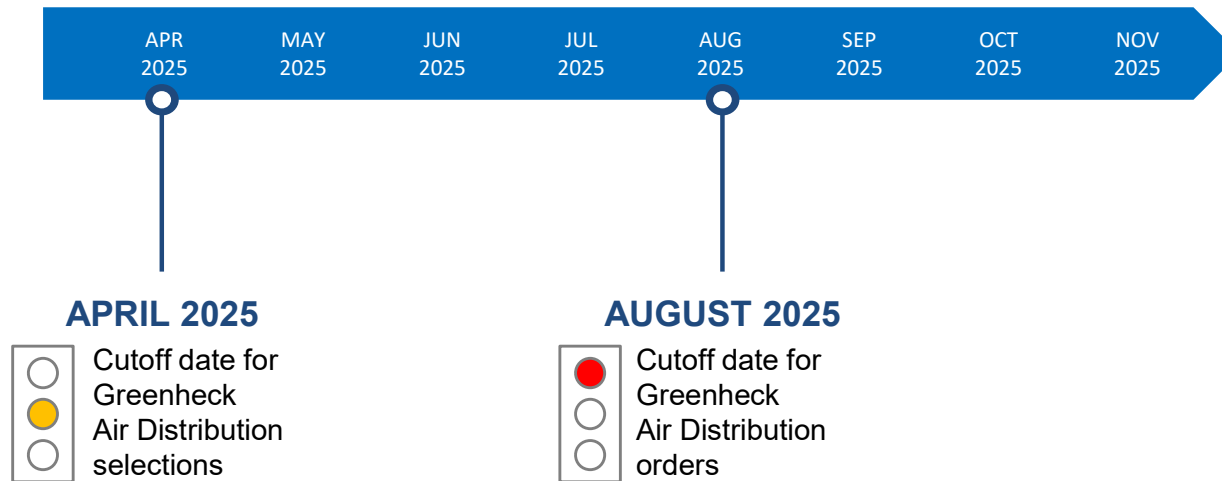 APR MAY JUN JUL AUG SEP OCT NOV
2025 2025 2025 2025 2025 2025 2025 2025
APRIL 2025
Cutoff date for
Greenheck
Air Distribution
selections
AUGUST 2025
Cutoff date for
Greenheck
Air Distribution
orders